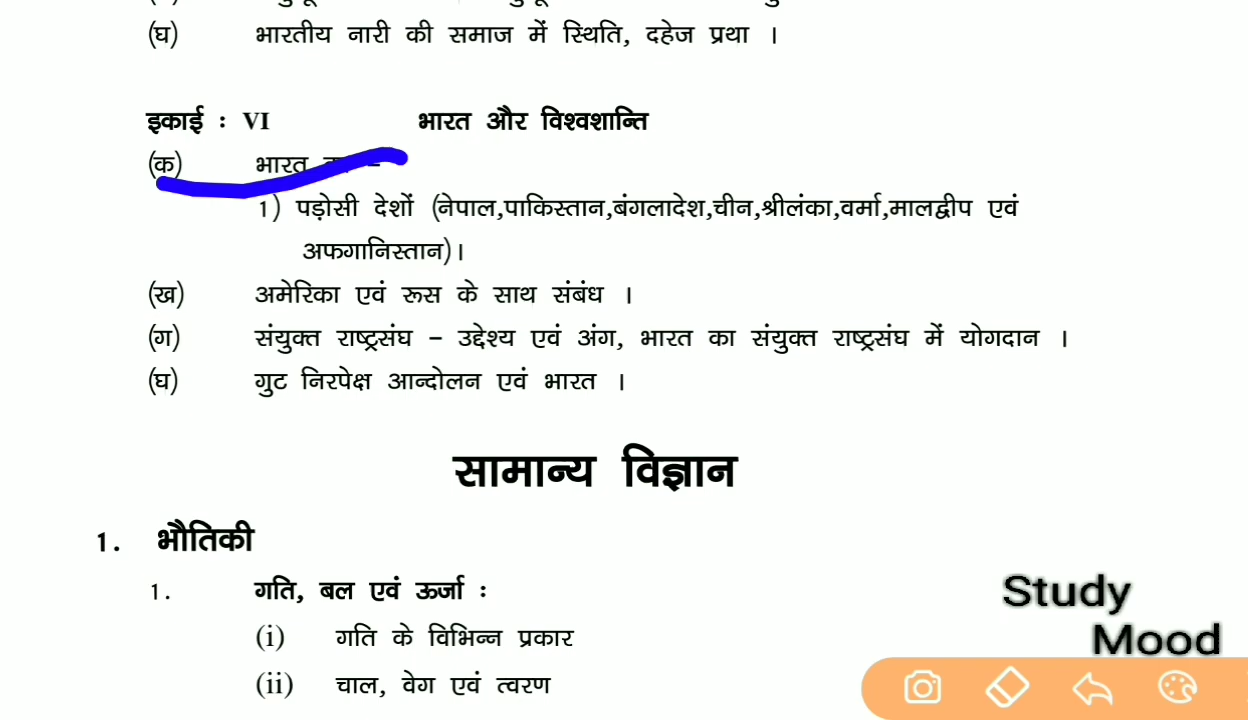 (घ) भारतीय नारी की समाज में स्थिति, दहेज प्रथा ।
इकाई : VI भारत और विश्वशान्ति
(क) भारत –
1) पड़ोसी देशों (नेपाल,पाकिस्तान,बंगलादेश,चीन,श्रीलंका,वर्मा,मालद्वीप एवं
अफगानिस्तान)।
(ख) अमेरिका एवं रूस के साथ संबंध ।
(ग) संयुक्त राष्ट्रसंघ – उद्देश्य एवं अंग, भारत का संयुक्त राष्ट्रसंघ में योगदान ।
(घ) गुट निरपेक्ष आन्दोलन एवं भारत ।
सामान्य विज्ञान
1. भौतिकी
1. गति, बल एवं ऊर्जा :
(i) गति के विभिन्न प्रकार
(ii) चाल, वेग एवं त्वरण
Study
Mood